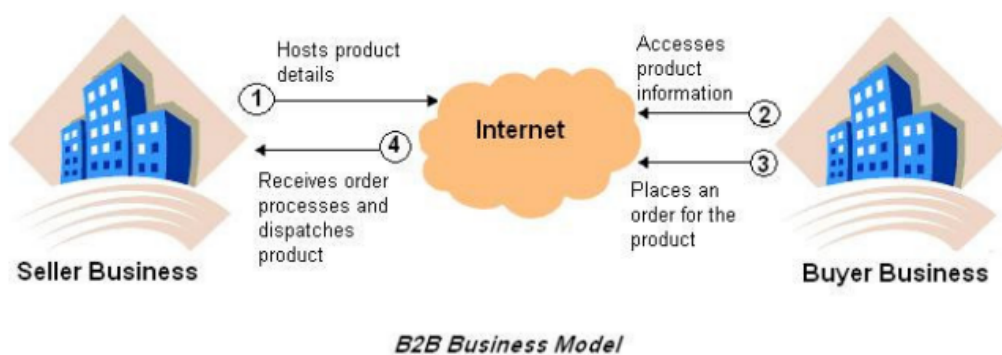 Hosts product
details
1
4
Receives order
processes and
dispatches
product
Seller Business
Internet
Accesses
product
information
2
3
Places an
order for the
product
Buyer Business
B2B Business Model